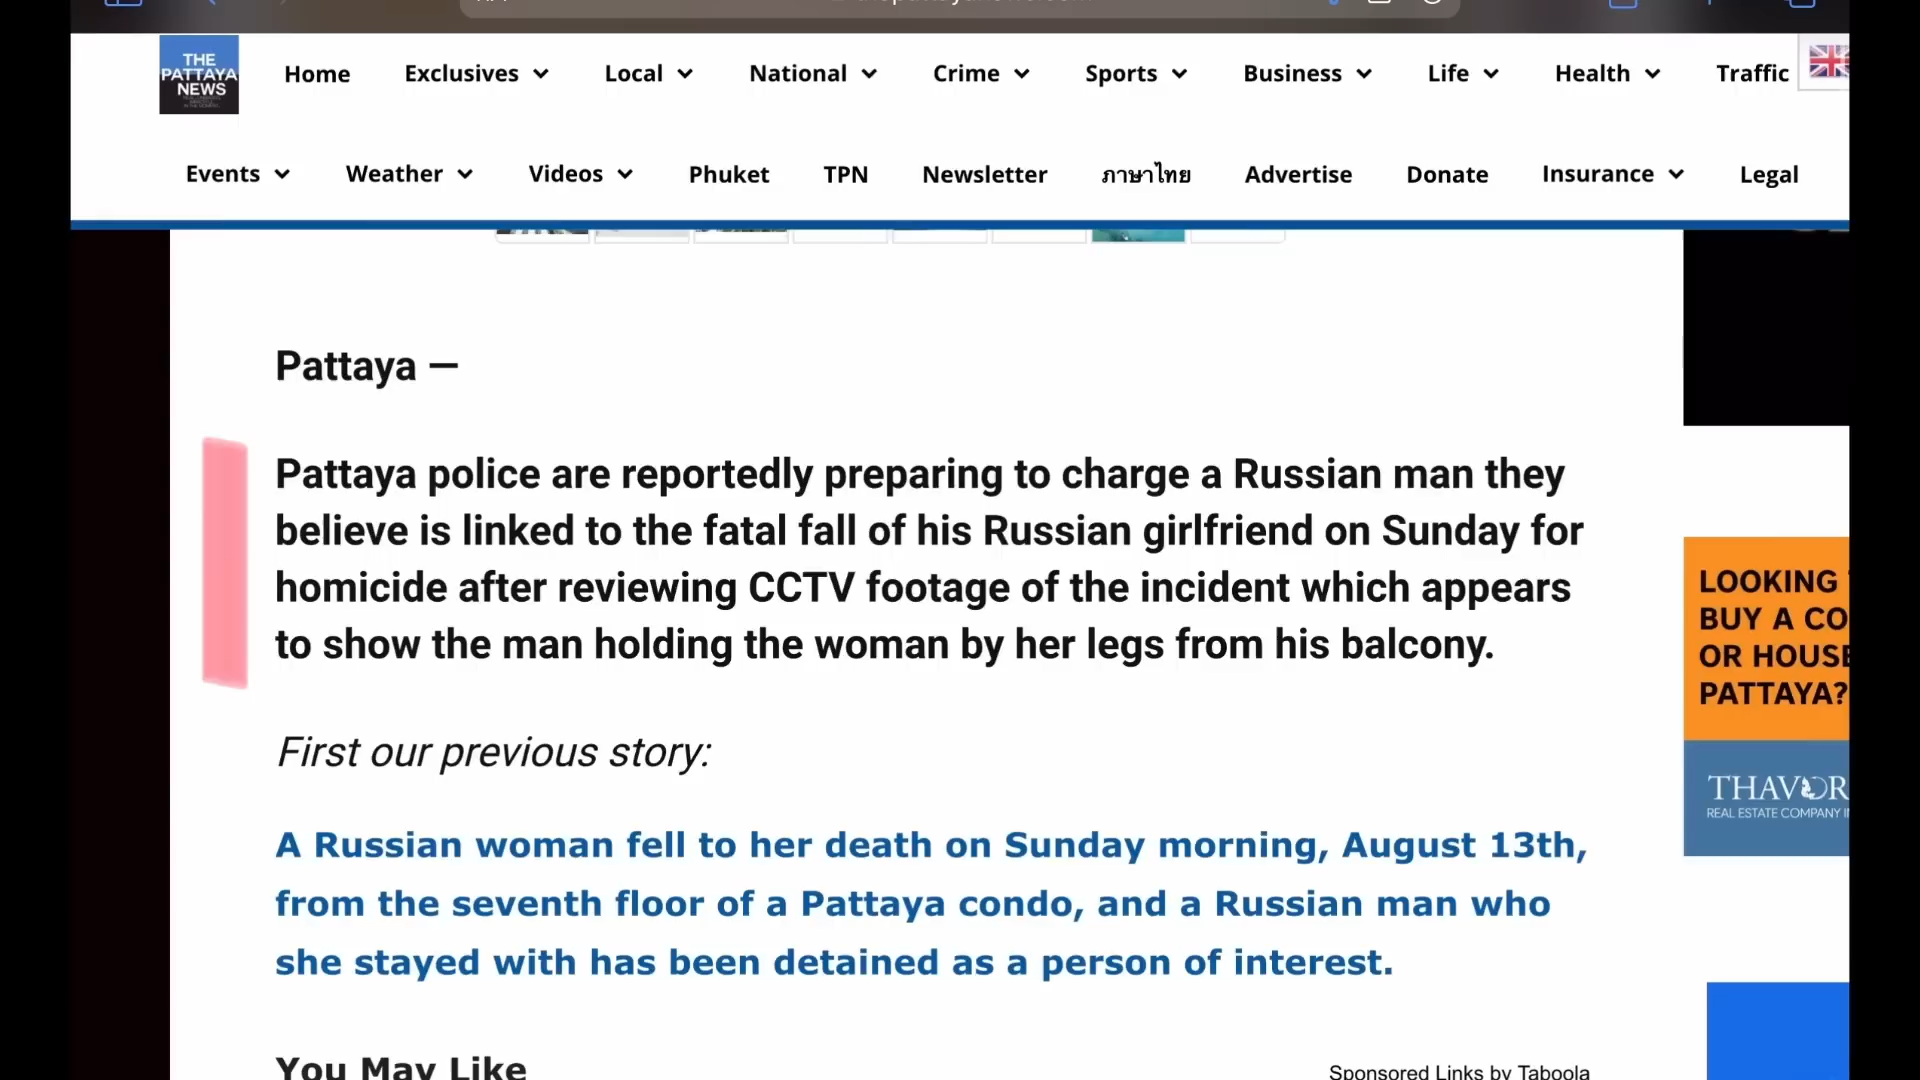 THE
PATTAYA
NEWS
Home
Exclusives
Local
National
Crime
Sports
Business
Life
Health
Traffic
Events
Weather
Videos
Phuket
TPN
Newsletter
ภาษาไทย
Advertise
Donate
Insurance
Legal
Pattaya —
Pattaya police are reportedly preparing to charge a Russian man they
believe is linked to the fatal fall of his Russian girlfriend on Sunday for
homicide after reviewing CCTV footage of the incident which appears
to show the man holding the woman by her legs from his balcony.
First our previous story:
A Russian woman fell to her death on Sunday morning, August 13th,
from the seventh floor of a Pattaya condo, and a Russian man who
she stayed with has been detained as a person of interest.
You May Like
Sponsored Links by Taboola
LOOKING
BUY A CO
OR HOUSE
PATTAYA?
THAVOR
REAL ESTATE COMPANY